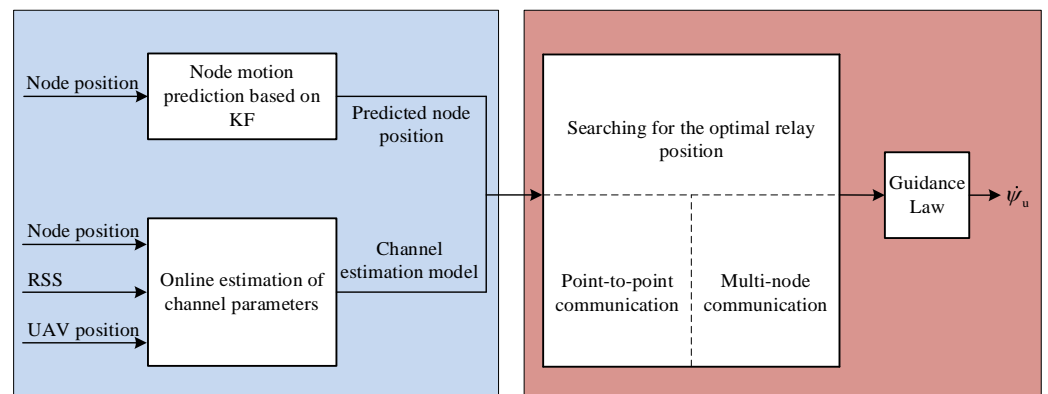 Node position
Node motion
prediction based on
KF
Predicted node
position
Node position
RSS
UAV position
Online estimation of
channel parameters
Channel
estimation model
Searching for the optimal relay
position
Point-to-point
communication
Multi-node
communication
Guidance
Law
ψ̇ᵤ